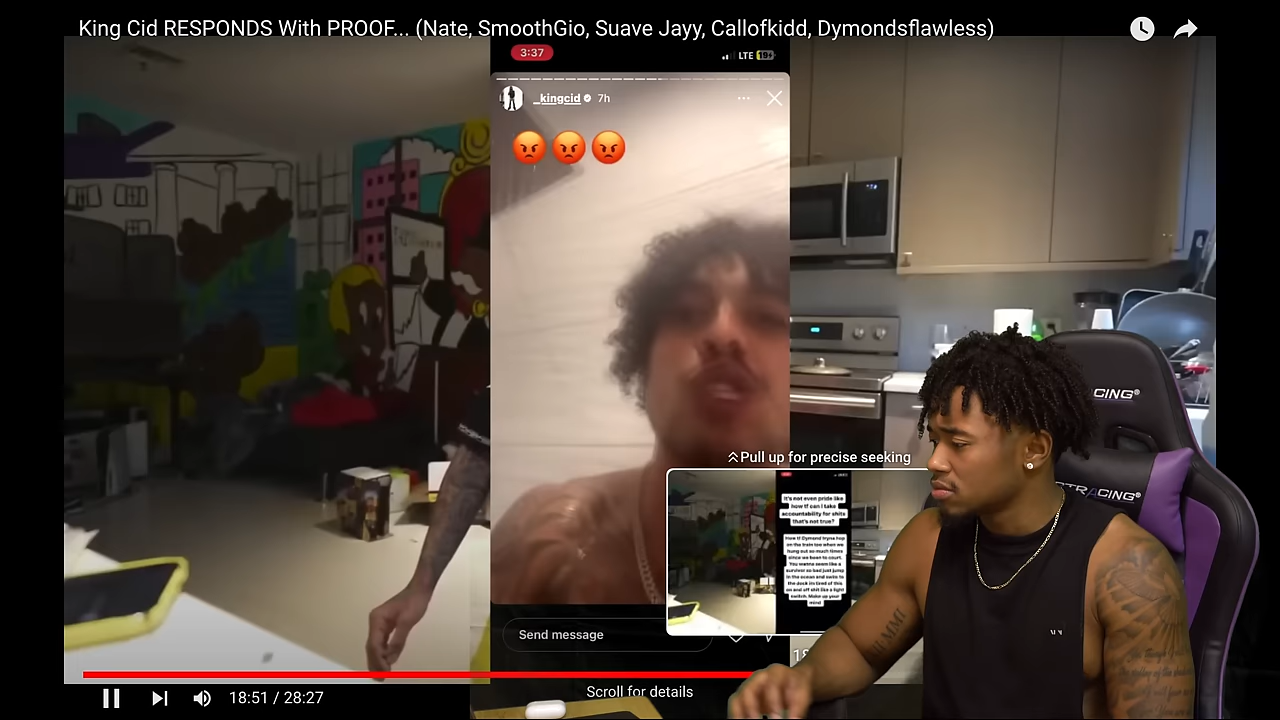 King Cid RESPONDS With PROOF... (Nate, SmoothGio, Suave Jayy, Callofkidd, Dymondsflawless)
3:37
LTE 19
_kingcid 7h
😡😡😡
CING®
Pull up for precise seeking
It's not even pride like
how tf can I take
accountability for shits
that's not true?
How tf Dymond tryna hop
on the train too when we
hung out so much times
since we been to court.
You wanna seem like a
survivor so bad just jump
in the ocean and swim to
the dock im tired of this
on and off shit like a light
switch. Make up your
mind
TRACING®
Send message
18:51 / 28:27
Scroll for details